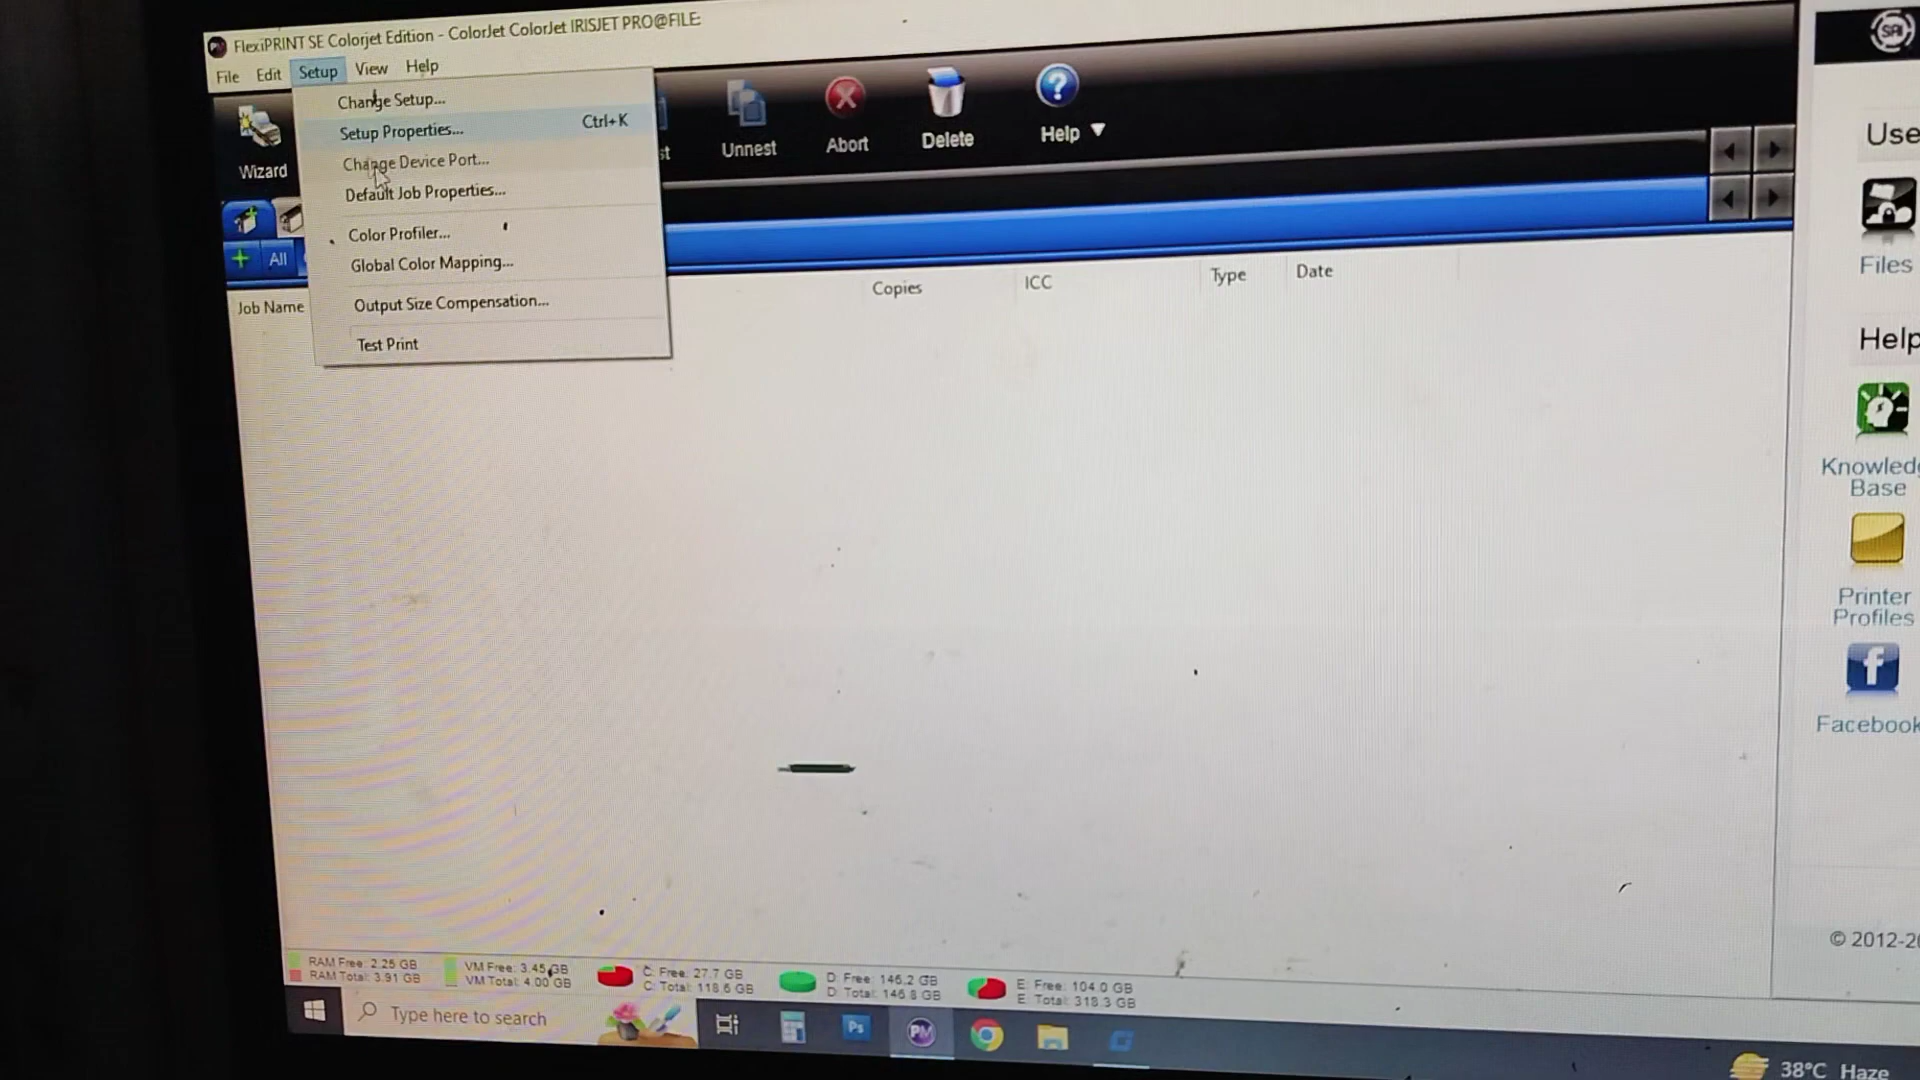 FlexiPRINT SE Colorjet Edition - ColorJet ColorJet IRISJET PRO@FILE:
File Edit Setup View Help
Change Setup...
Setup Properties... Ctrl+K
Change Device Port...
Default Job Properties...
Color Profiler...
Global Color Mapping...
Output Size Compensation...
Test Print
Wizard
Unnest
Abort
Delete
Help
All
Job Name
Copies
ICC
Type
Date
Files
Help
Base
Printer
Profiles
Facebook
RAM Free: 2.25 GB
RAM Total: 3.91 GB
VM Free: 3.45 GB
VM Total: 4.00 GB
C: Free: 27.7 GB
C: Total: 118.6 GB
D: Free: 146.2 GB
D: Total: 146.8 GB
E: Free: 104.0 GB
E: Total: 318.3 GB
Type here to search
Ps
PM
38°C Haze
SAi